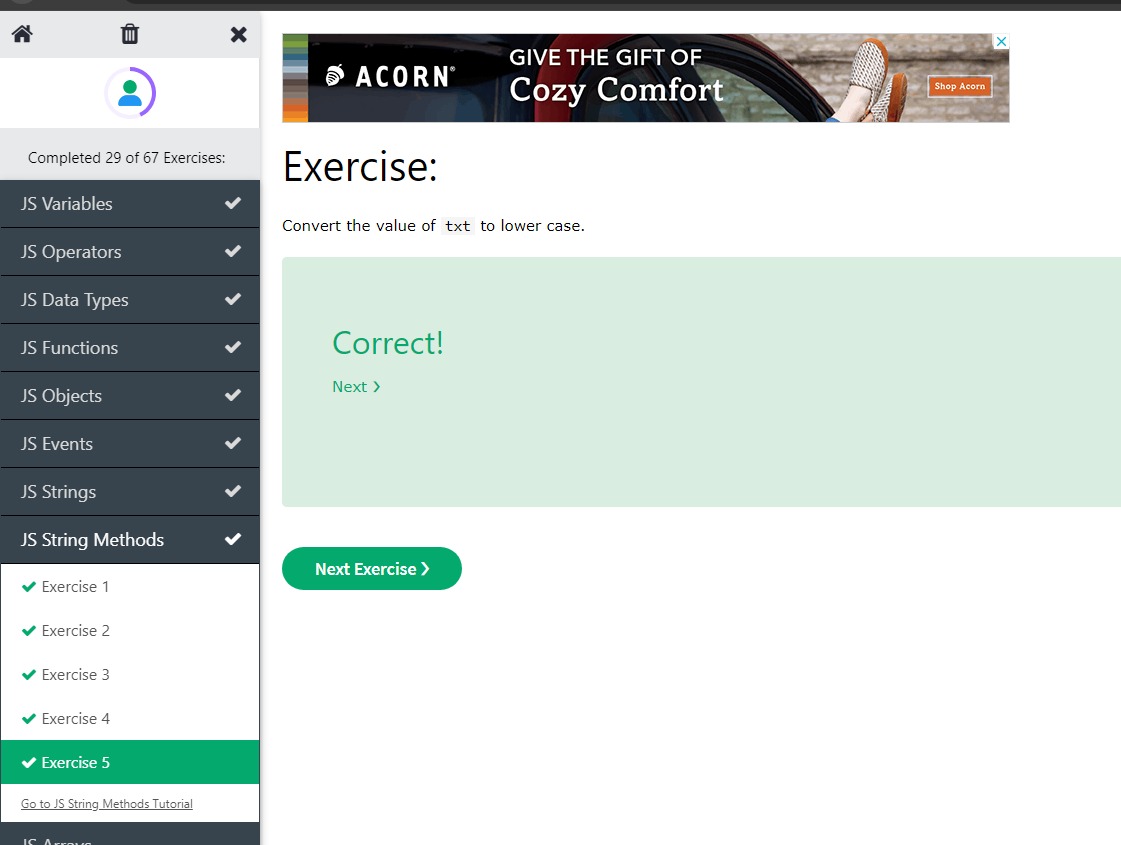 ACORN®
GIVE THE GIFT OF
Cozy Comfort
Shop Acorn
Completed 29 of 67 Exercises:
JS Variables
JS Operators
JS Data Types
JS Functions
JS Objects
JS Events
JS Strings
JS String Methods
Exercise 1
Exercise 2
Exercise 3
Exercise 4
Exercise 5
Go to JS String Methods Tutorial
JS Arrays
Exercise:
Convert the value of txt to lower case.
Correct!
Next ❯
Next Exercise ❯